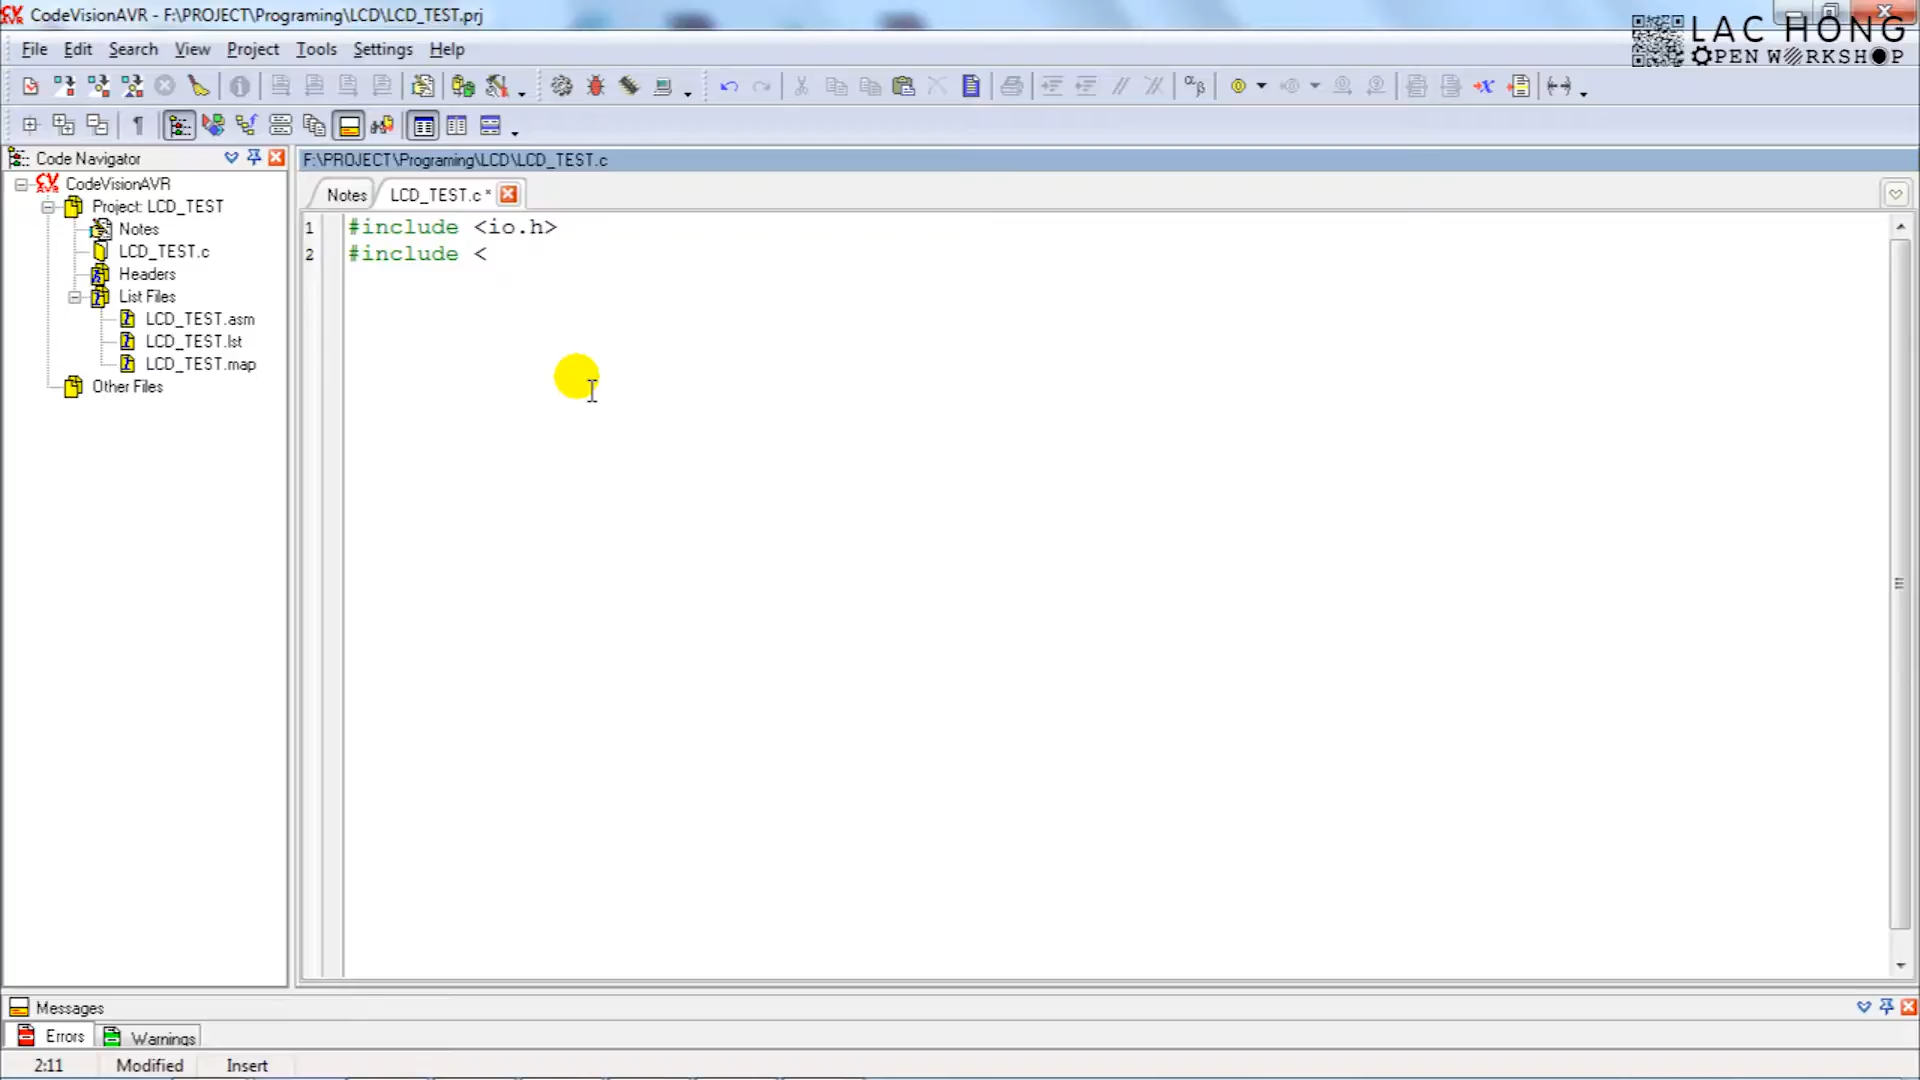 CodeVisionAVR - F:\PROJECT\Programing\LCD\LCD_TEST.prj
LAC HONG
OPEN WORKSHOP
File Edit Search View Project Tools Settings Help
Code Navigator
F:\PROJECT\Programing\LCD\LCD_TEST.c
CodeVisionAVR
Notes LCD_TEST.c *
Project: LCD_TEST
Notes
LCD_TEST.c
Headers
List Files
LCD_TEST.asm
LCD_TEST.lst
LCD_TEST.map
Other Files
1 #include <io.h>
2 #include <
Messages
Errors Warnings
2:11 Modified Insert